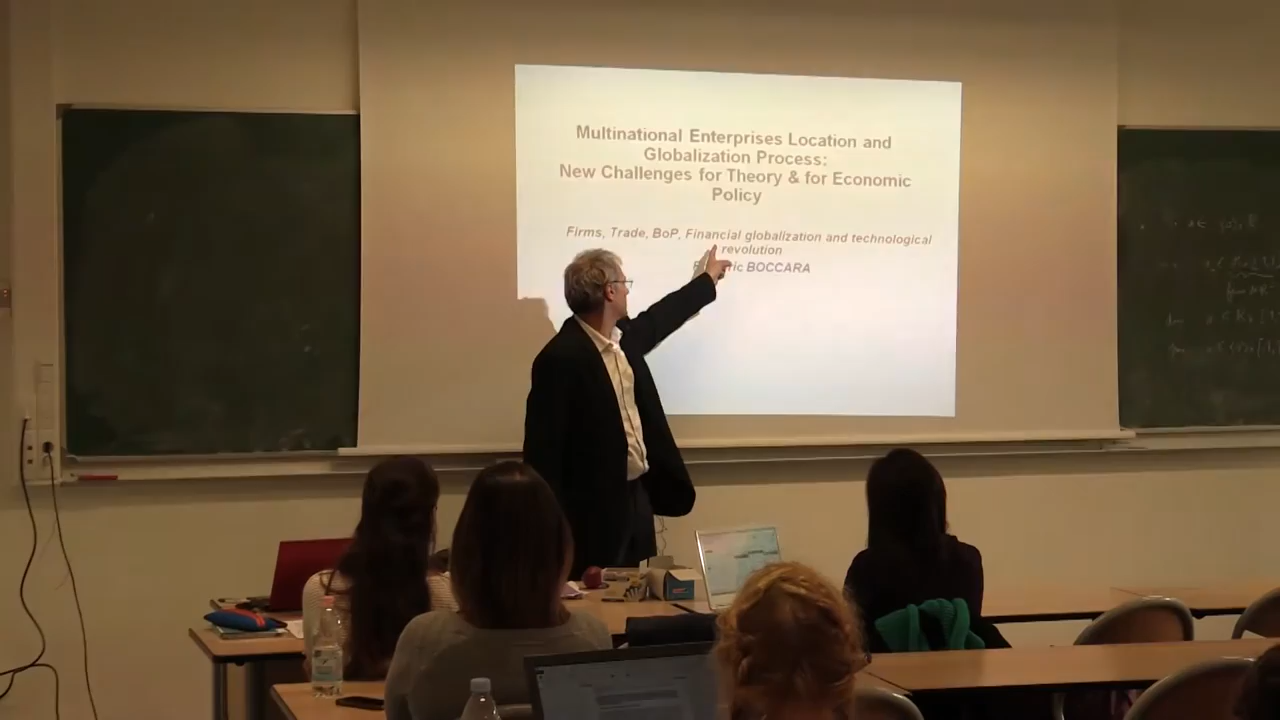 Multinational Enterprises Location and
Globalization Process:
New Challenges for Theory & for Economic
Policy
Firms, Trade, BoP, Financial globalization and technological
revolution
BOCCARA